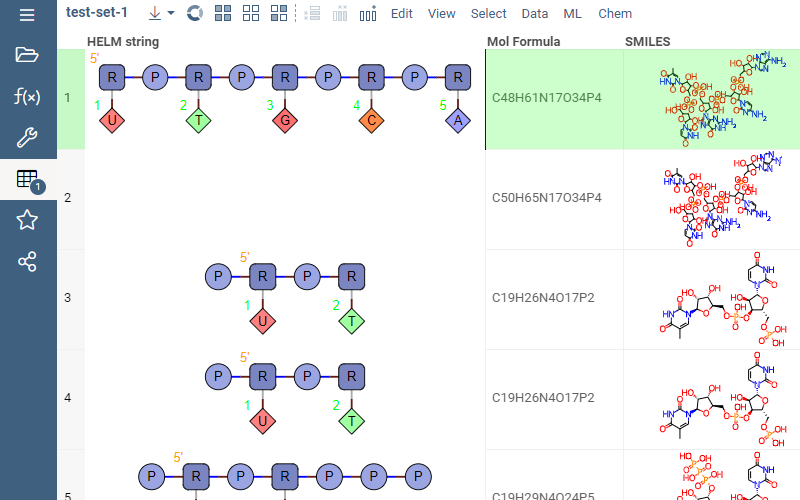 test-set-1 Edit View Select Data ML Chem
HELM string Mol Formula SMILES
f(x)
1
1
5'
R P R P R P R P R
1 2 3 4 5
U T G C A
C48H61N17O34P4
2
C50H65N17O34P4
3
5'
P R P R
1 2
U T
C19H26N4O17P2
4
5'
P R P R
1 2
U T
C19H26N4O17P2
5
5'
P R P R P P P
C19H29N4O24P5